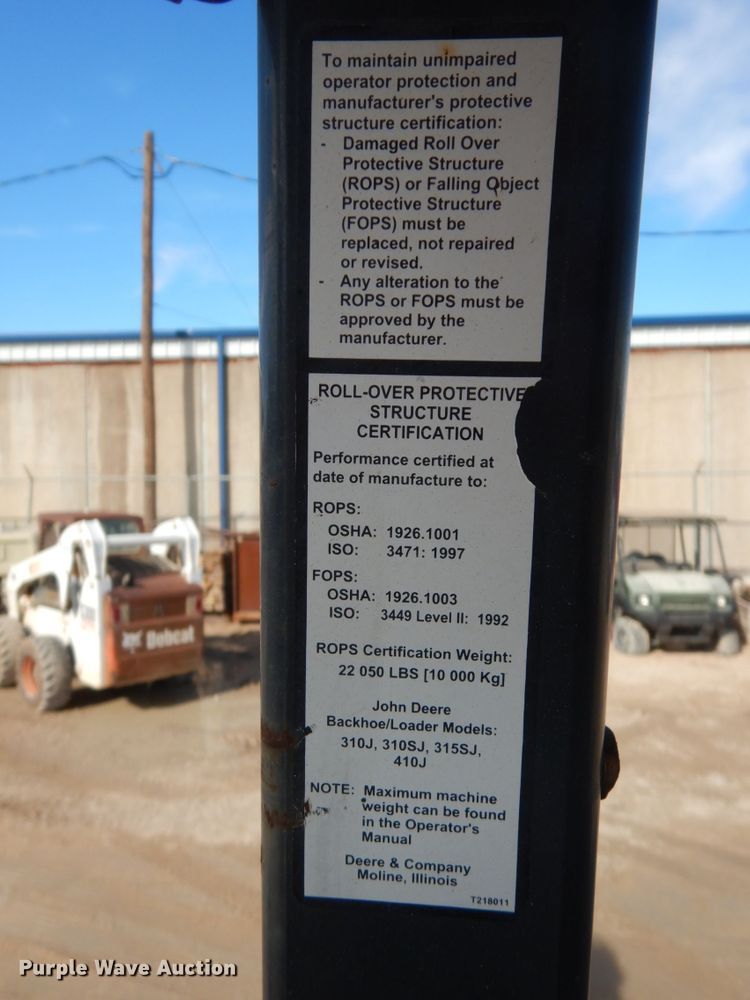 To maintain unimpaired
operator protection and
manufacturer's protective
structure certification:
- Damaged Roll Over
Protective Structure
(ROPS) or Falling Object
Protective Structure
(FOPS) must be
replaced, not repaired
or revised.
- Any alteration to the
ROPS or FOPS must be
approved by the
manufacturer.
ROLL-OVER PROTECTIVE
STRUCTURE
CERTIFICATION
Performance certified at
date of manufacture to:
ROPS:
OSHA: 1926.1001
ISO: 3471: 1997
FOPS:
OSHA: 1926.1003
ISO: 3449 Level II: 1992
ROPS Certification Weight:
22 050 LBS [10 000 Kg]
John Deere
Backhoe/Loader Models:
310J, 310SJ, 315SJ,
410J
NOTE: Maximum machine
weight can be found
in the Operator's
Manual
Deere & Company
Moline, Illinois
T218011
Bobcat
Purple Wave Auction